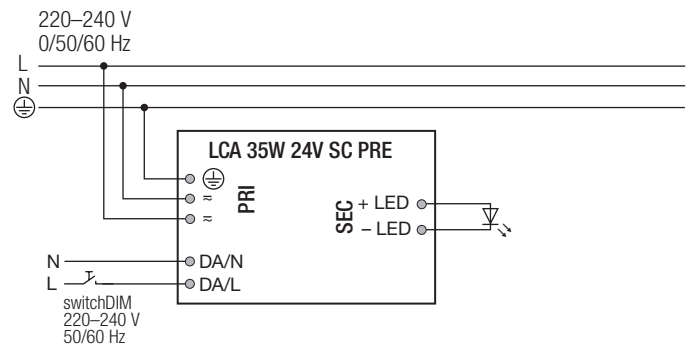 220–240 V
0/50/60 Hz
L
N
LCA 35W 24V SC PRE
PRI
≂
≂
SEC
+ LED
– LED
N
DA/N
L
DA/L
switchDIM
220–240 V
50/60 Hz